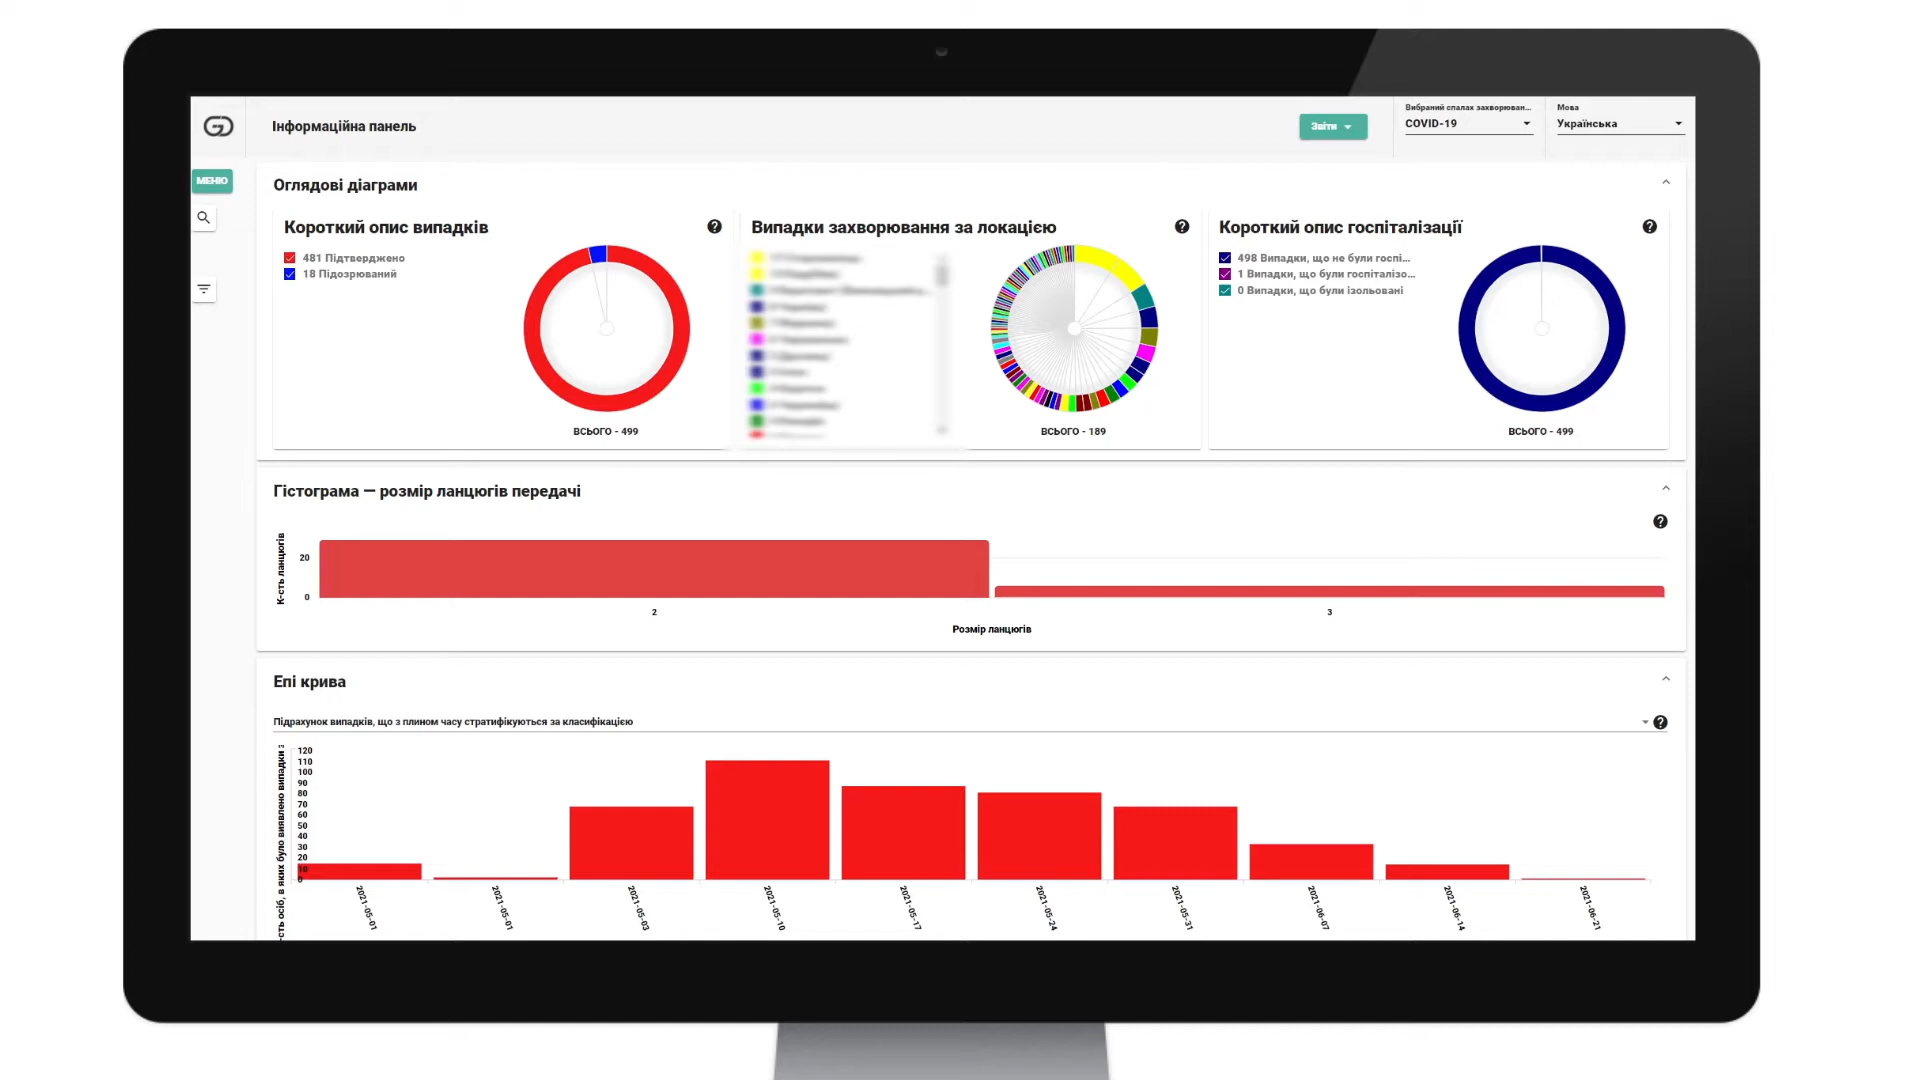 Інформаційна панель
Звіти
Вибраний спалах захворюван...
COVID-19
Мова
Українська
МЕНЮ
Оглядові діаграми
Короткий опис випадків
481 Підтверджено
18 Підозрюваний
ВСЬОГО - 499
Випадки захворювання за локацією
ВСЬОГО - 189
Короткий опис госпіталізації
498 Випадки, що не були госпі...
1 Випадки, що були госпіталізо...
0 Випадки, що були ізольовані
ВСЬОГО - 499
Гістограма — розмір ланцюгів передачі
К-сть ланцюгів
20
0
2
3
Розмір ланцюгів
Епі крива
Підрахунок випадків, що з плином часу стратифікуються за класифікацією
-сть осіб, в яких було виявлено випадки
120
110
100
90
80
70
60
50
40
30
20
10
0
2021-05-01
2021-05-01
2021-05-03
2021-05-10
2021-05-17
2021-05-24
2021-05-31
2021-06-07
2021-06-14
2021-06-21